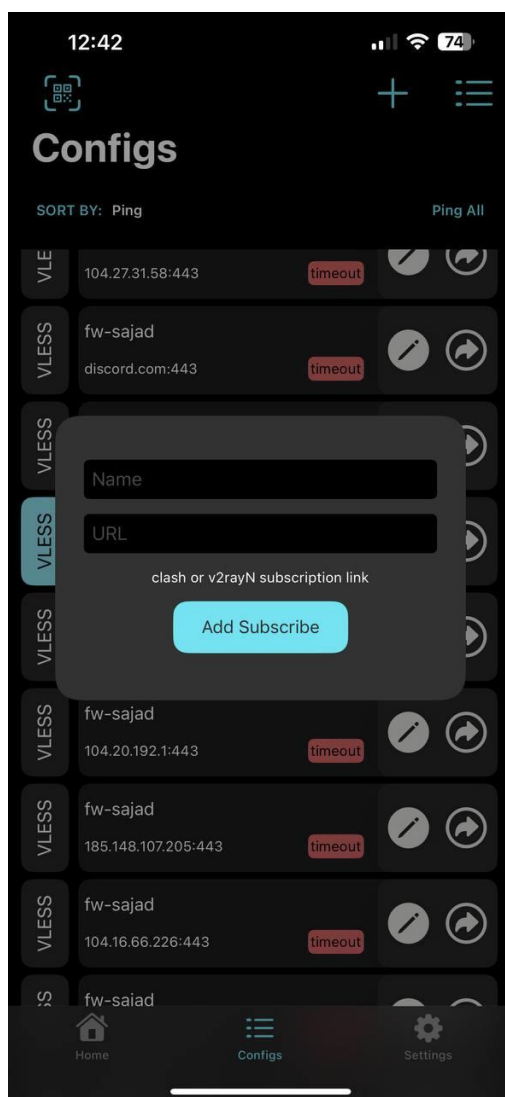 12:42
74
Configs
SORT BY: Ping
Ping All
VLE
104.27.31.58:443
timeout
VLESS
fw-sajad
discord.com:443
timeout
VLESS
Name
VLESS
URL
clash or v2rayN subscription link
VLESS
Add Subscribe
VLESS
fw-sajad
104.20.192.1:443
timeout
VLESS
fw-sajad
185.148.107.205:443
timeout
VLESS
fw-sajad
104.16.66.226:443
timeout
SS
fw-sajad
Home
Configs
Settings